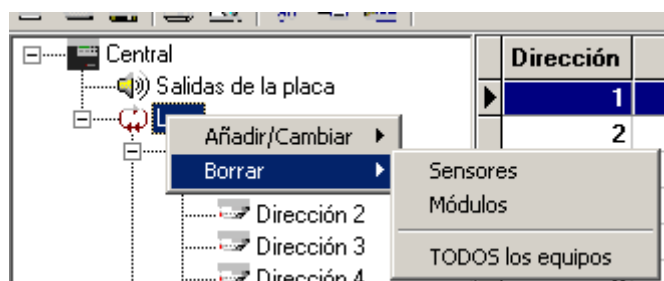 Central
Dirección
Salidas de la placa
1
Añadir/Cambiar
2
Borrar
Sensores
Dirección 2
Módulos
Dirección 3
TODOS los equipos
Dirección 4